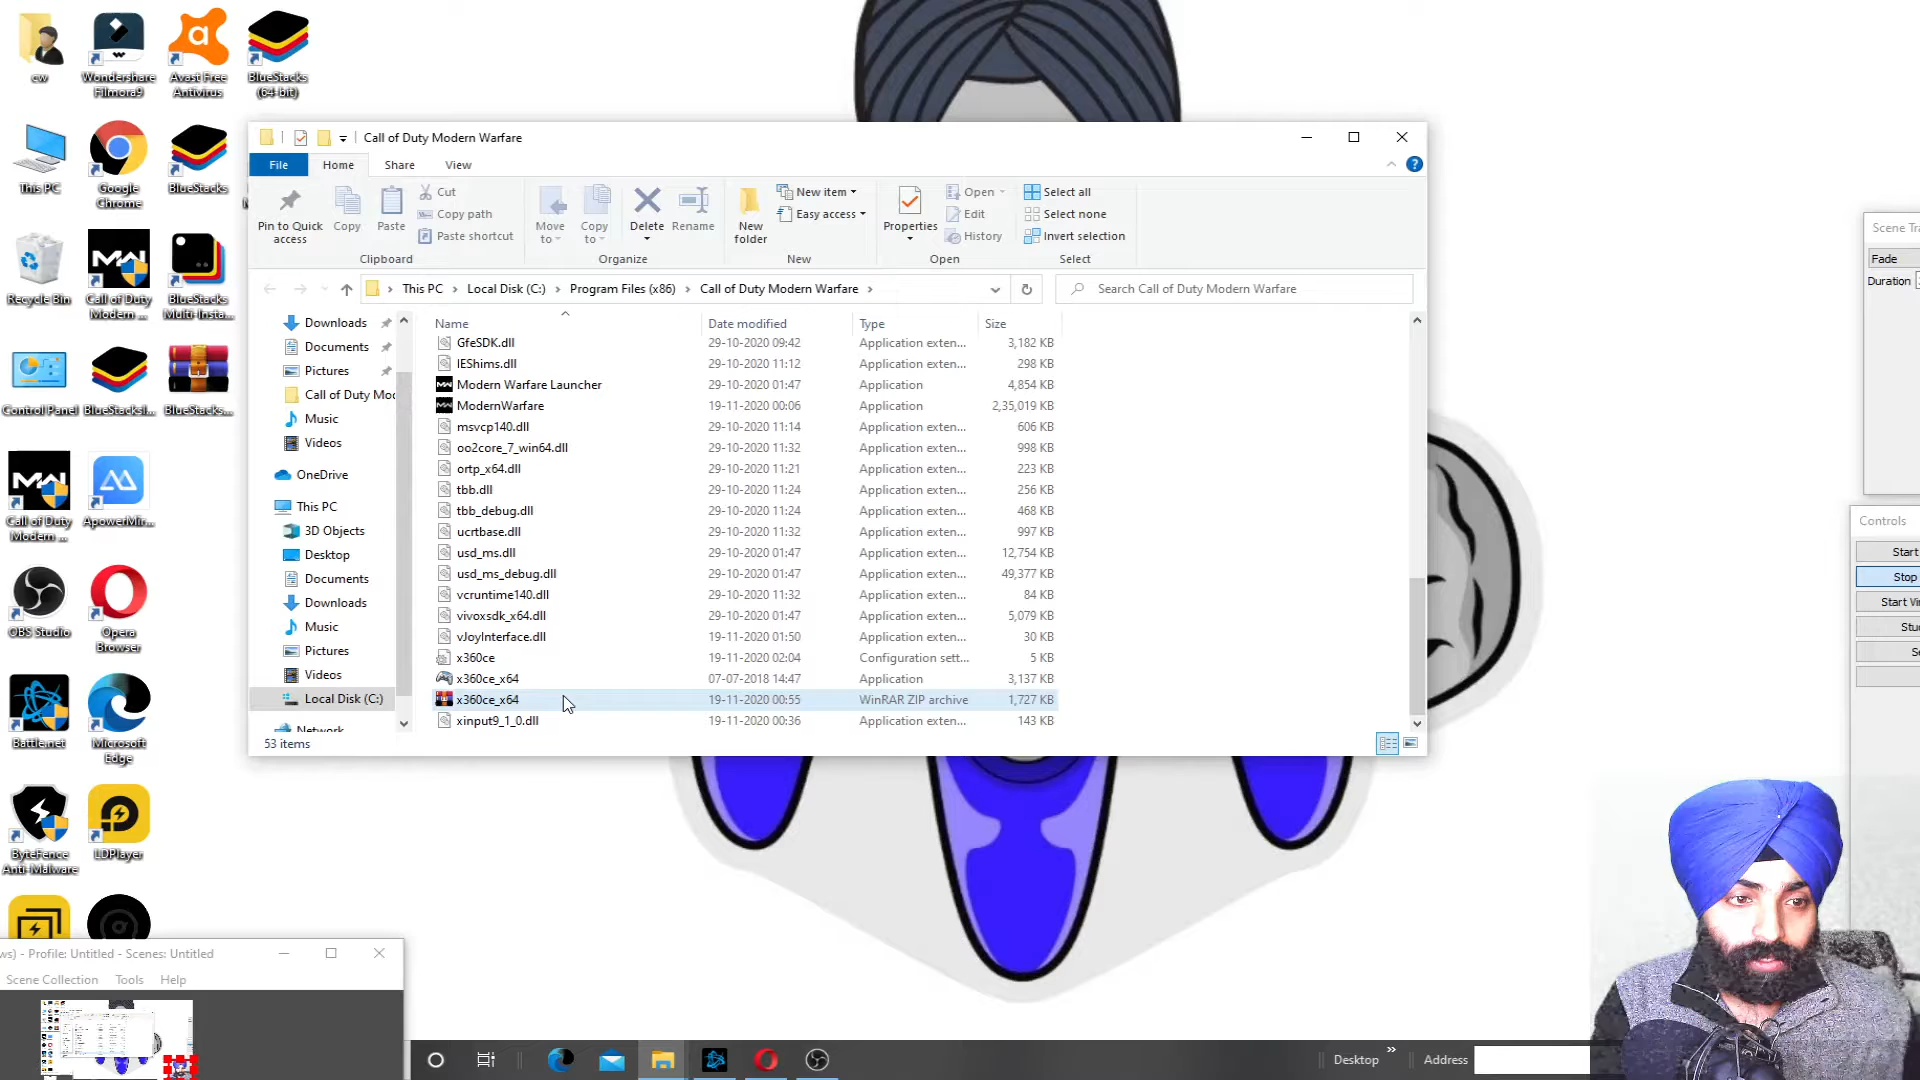 cw
Wondershare
Filmora9
Avast Free
Antivirus
BlueStacks
(64-bit)
This PC
Google
Chrome
BlueStacks
Recycle Bin
Call of Duty
Modern ...
BlueStacks
Multi-Insta...
Control Panel
BlueStacksI...
BlueStacks...
Call of Duty
Modern ...
ApowerMir...
OBS Studio
Opera
Browser
Battle.net
Microsoft
Edge
ByteFence
Anti-Malware
LDPlayer
Call of Duty Modern Warfare
File Home Share View
Pin to Quick
access
Copy
Paste
Cut
Copy path
Paste shortcut
Clipboard
Move
to
Copy
to
Delete
Rename
Organize
New
folder
New item
Easy access
New
Properties
Open
Edit
History
Open
Select all
Select none
Invert selection
Select
This PC Local Disk (C:) Program Files (x86) Call of Duty Modern Warfare
Search Call of Duty Modern Warfare
Downloads
Documents
Pictures
Call of Duty Mod
Music
Videos
OneDrive
This PC
3D Objects
Desktop
Documents
Downloads
Music
Pictures
Videos
Local Disk (C:)
Network
Name Date modified Type Size
GfeSDK.dll 29-10-2020 09:42 Application exten... 3,182 KB
IEShims.dll 29-10-2020 11:12 Application exten... 298 KB
Modern Warfare Launcher 29-10-2020 01:47 Application 4,854 KB
ModernWarfare 19-11-2020 00:06 Application 2,35,019 KB
msvcp140.dll 29-10-2020 11:14 Application exten... 606 KB
oo2core_7_win64.dll 29-10-2020 11:32 Application exten... 998 KB
ortp_x64.dll 29-10-2020 11:21 Application exten... 223 KB
tbb.dll 29-10-2020 11:24 Application exten... 256 KB
tbb_debug.dll 29-10-2020 11:24 Application exten... 468 KB
ucrtbase.dll 29-10-2020 11:32 Application exten... 997 KB
usd_ms.dll 29-10-2020 01:47 Application exten... 12,754 KB
usd_ms_debug.dll 29-10-2020 01:47 Application exten... 49,377 KB
vcruntime140.dll 29-10-2020 11:32 Application exten... 84 KB
vivoxsdk_x64.dll 29-10-2020 01:47 Application exten... 5,079 KB
vJoyInterface.dll 19-11-2020 01:50 Application exten... 30 KB
x360ce 19-11-2020 02:04 Configuration sett... 5 KB
x360ce_x64 07-07-2018 14:47 Application 3,137 KB
x360ce_x64 19-11-2020 00:55 WinRAR ZIP archive 1,727 KB
xinput9_1_0.dll 19-11-2020 00:36 Application exten... 143 KB
53 items
Scene Tra
Fade
Duration
Controls
Start
Stop
Start Vi
Stu
Se
ws) - Profile: Untitled - Scenes: Untitled
Scene Collection Tools Help
Desktop
Address